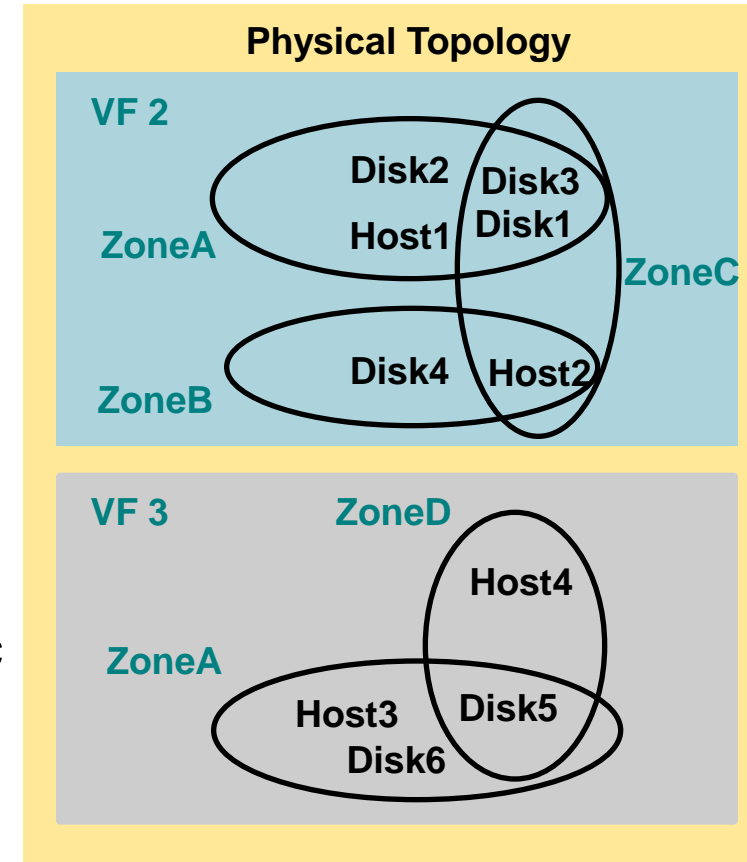 Physical Topology
VF 2
Disk2
Disk3
Host1
Disk1
ZoneA
ZoneC
Disk4
Host2
ZoneB
VF 3
ZoneD
Host4
ZoneA
Host3
Disk5
Disk6